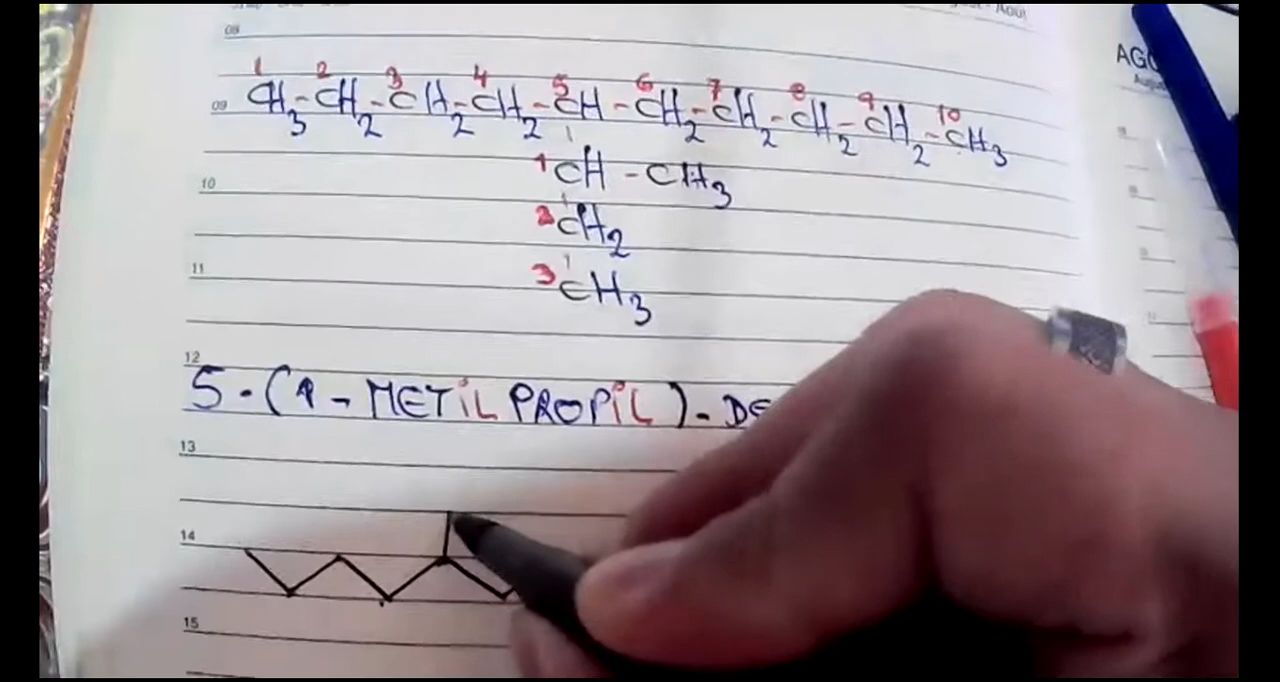 08
1 2 3 4 5 6 7 8 9 10
09 CH3-CH2-CH2-CH2-CH-CH2-CH2-CH2-CH2-CH3
1 CH-CH3
10
2 CH2
11
3 CH3
12
5-(1-METiLPROPiL)-DE
13
14
15
AGO